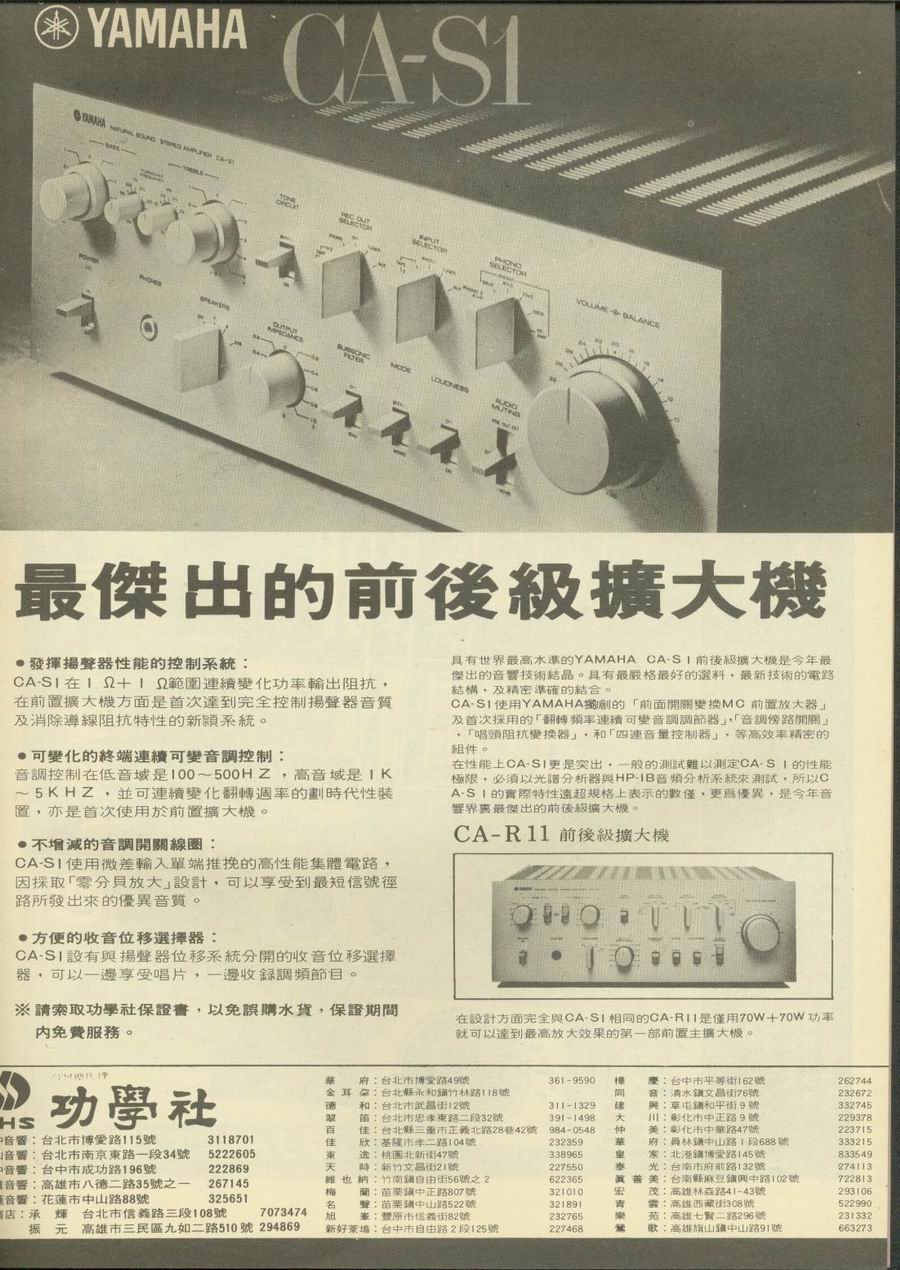 YAMAHA CA-S1
YAMAHA NATURAL SOUND STEREO AMPLIFIER CA-S1
BASS
TURNOVER FREQUENCY
TREBLE
TONE CIRCUIT
REC OUT SELECTOR
INPUT SELECTOR
PHONO SELECTOR
VOLUME BALANCE
POWER
PHONES
SPEAKERS
OUTPUT IMPEDANCE
SUBSONIC FILTER
MODE
LOUDNESS
AUDIO MUTING
最傑出的前後級擴大機
●發揮揚聲器性能的控制系統：
CA-S1在1Ω+1Ω範圍連續變化功率輸出阻抗，
在前置擴大機方面是首次達到完全控制揚聲器音質
及消除導線阻抗特性的新穎系統。
●可變化的終端連續可變音調控制：
音調控制在低音域是100～500HZ，高音域是1K
～5KHZ，並可連續變化翻轉週率的劃時代性裝
置，亦是首次使用於前置擴大機。
●不增減的音調開關線圈：
CA-S1使用微差輸入單端推挽的高性能集體電路，
因採取「零分貝放大」設計，可以享受到最短信號徑
路所發出來的優異音質。
●方便的收音位移選擇器：
CA-S1設有與揚聲器位移系統分開的收音位移選擇
器，可以一邊享受唱片，一邊收錄調頻節目。
※請索取功學社保證書，以免誤購水貨，保證期間
內免費服務。
具有世界最高水準的YAMAHA CA-S1前後級擴大機是今年最
傑出的音響技術結晶。具有最嚴格最好的選料，最新技術的電路
結構，及精密準確的結合。
CA-S1使用YAMAHA獨創的「前面開關變換MC前置放大器」
及首次採用的「翻轉頻率連續可變音調調節器」，「音調傍路開關」
，「唱頭阻抗變換器」，和「四連音量控制器」，等高效率精密的
組件。
在性能上CA-S1更是突出，一般的測試難以測定CA-S1的性能
極限，必須以光譜分析器與HP-IB音頻分析系統來測試，所以C
A-S1的實際特性遠超規格上表示的數僅，更爲優異，是今年音
響界裏最傑出的前後級擴大機。
CA-R11 前後級擴大機
在設計方面完全與CA-S1相同的CA-R11是僅用70W+70W功率
就可以達到最高放大效果的第一部前置主擴大機。
功學社
音響：台北市博愛路115號 3118701
音響：台北市南京東路一段34號 5222605
音響：台中市成功路196號 222869
音響：高雄市八德二路35號之一 267145
音響：花蓮市中山路88號 325651
店：承輝 台北市信義路三段108號 7073474
振元 高雄市三民區九如二路510號 294869
華府：台北市博愛路49號 361-9590
金耳朶：台北縣永和鎭竹林路118號
德和：台北市武昌街12號 311-1329
翠笛：台北市忠孝東路二段32號 391-1498
百佳：台北縣三重市正義北路28巷42號 984-0548
佳欣：基隆市孝二路104號 232359
東逸：桃園北新街47號 338965
天時：新竹文昌街21號 227550
維也納：竹南鎭自由街56號之2 622365
梅蘭：苗栗鎭中正路807號 321010
名聲：苗栗鎭中山路522號 321891
旭峯：豐原市信義街82號 232765
新好萊塢：台中市自由路2段125號 227468
樺慶：台中市平等街162號 262744
同音：清水鎭文昌街76號 232672
建興：草屯鎭和平街9號 332745
大川：彰化市中正路9號 229378
仲美：彰化市中華路47號 223715
華府：員林鎭中山路1段688號 333215
皇家：北港鎭博愛路145號 833549
泰光：台南市府前路132號 274113
眞善美：台南縣麻豆鎭興中路102號 722813
宏茂：高雄林森路41-43號 293106
青雲：高雄西藏街308號 522990
樂苑：高雄七賢二路296號 231332
鶯歌：高雄旗山鎭中山路91號 663273